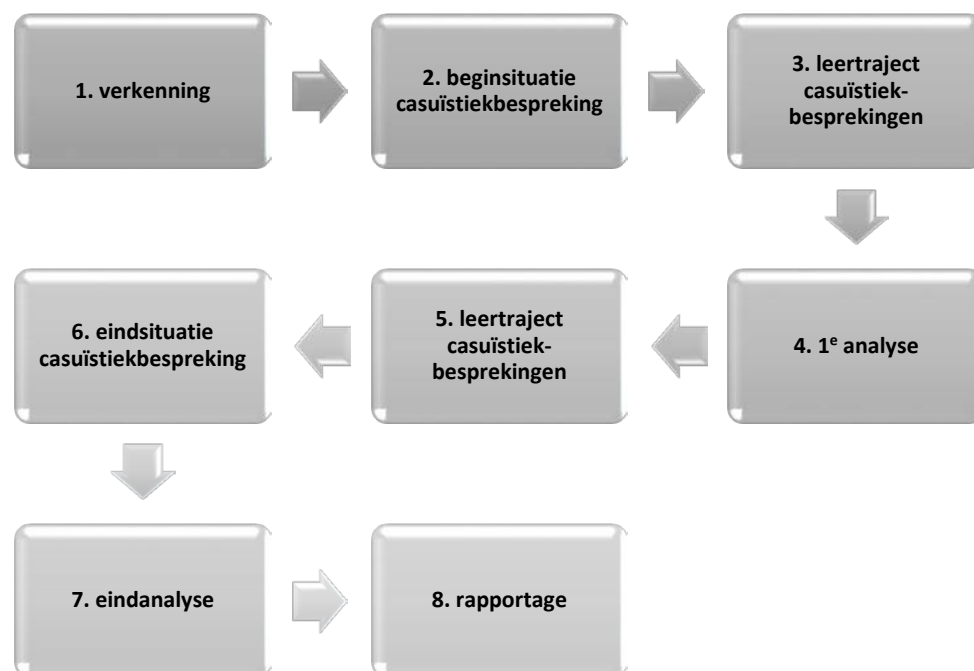 1. verkenning
2. beginsituatie
casuïstiekbespreking
3. leertraject
casuïstiek-
besprekingen
4. 1e analyse
5. leertraject
casuïstiek-
besprekingen
6. eindsituatie
casuïstiekbespreking
7. eindanalyse
8. rapportage